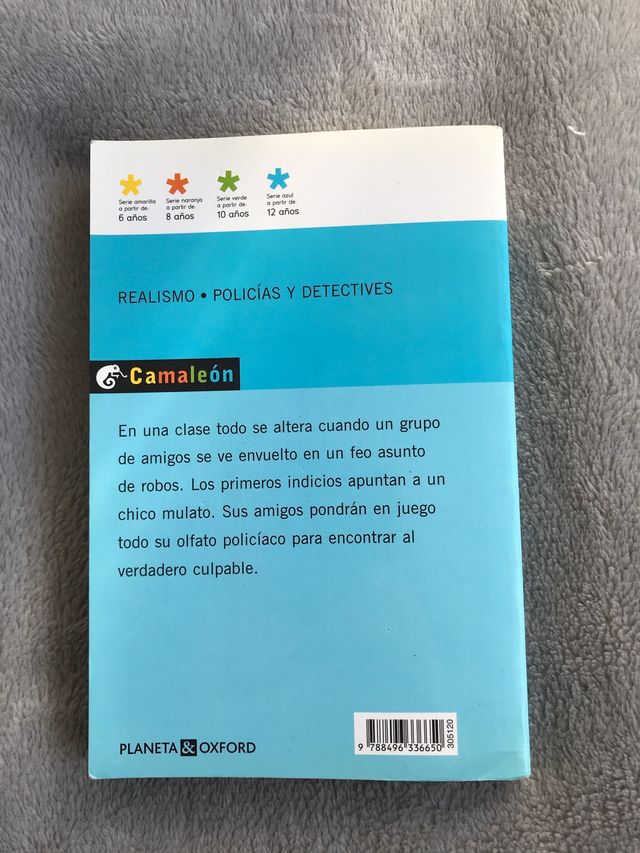 Serie amarilla
a partir de:
6 años
Serie naranja
a partir de:
8 años
Serie verde
a partir de:
10 años
Serie azul
a partir de:
12 años
REALISMO • POLICÍAS Y DETECTIVES
Camaleón
En una clase todo se altera cuando un grupo
de amigos se ve envuelto en un feo asunto
de robos. Los primeros indicios apuntan a un
chico mulato. Sus amigos pondrán en juego
todo su olfato policíaco para encontrar al
verdadero culpable.
PLANETA & OXFORD
9 788496 336650
305120